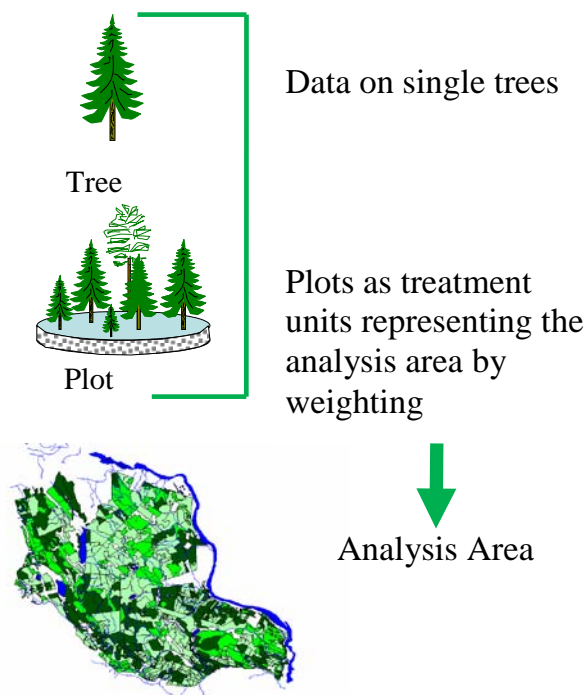 Data on single trees
Tree
Plots as treatment
units representing the
analysis area by
weighting
Plot
Analysis Area